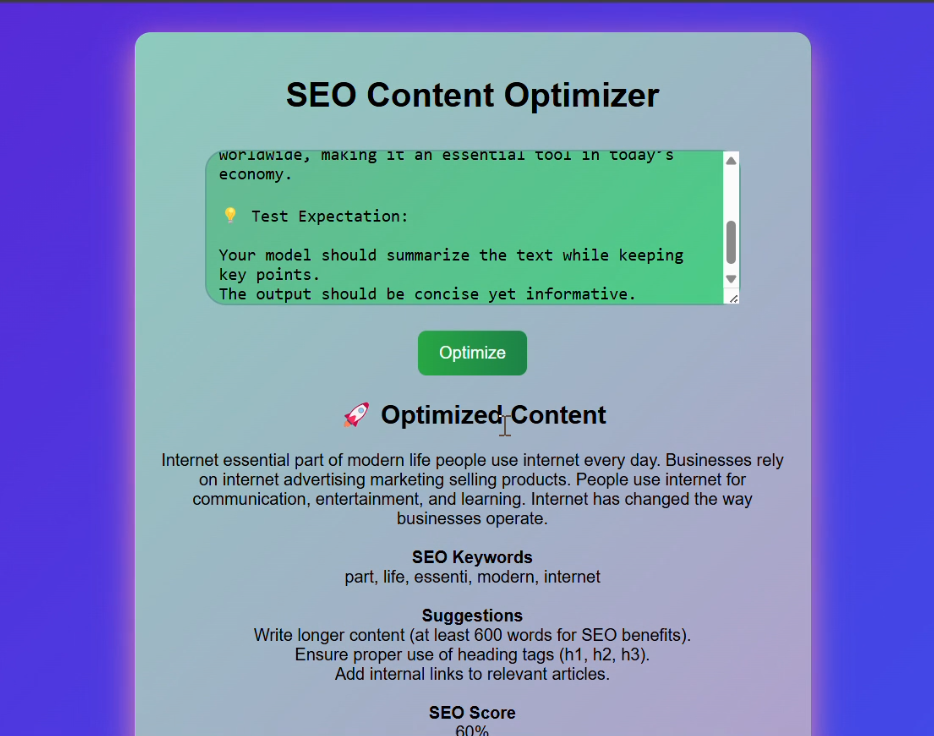 SEO Content Optimizer
worldwide, making it an essential tool in today's
economy.
💡 Test Expectation:
Your model should summarize the text while keeping
key points.
The output should be concise yet informative.
Optimize
🚀 Optimized Content
Internet essential part of modern life people use internet every day. Businesses rely
on internet advertising marketing selling products. People use internet for
communication, entertainment, and learning. Internet has changed the way
businesses operate.
SEO Keywords
part, life, essenti, modern, internet
Suggestions
Write longer content (at least 600 words for SEO benefits).
Ensure proper use of heading tags (h1, h2, h3).
Add internal links to relevant articles.
SEO Score
60%